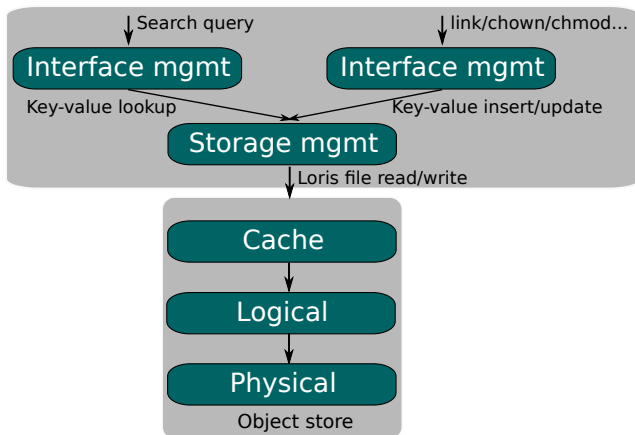 Search query
link/chown/chmod...
Interface mgmt
Interface mgmt
Key-value lookup
Key-value insert/update
Storage mgmt
Loris file read/write
Cache
Logical
Physical
Object store